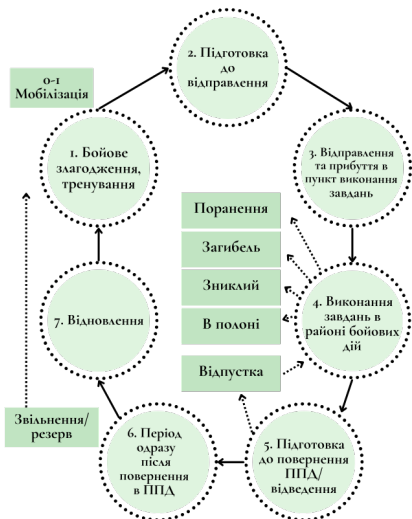 2. Підготовка
до
відправлення
0-1
Мобілізація
1. Бойове
злагодження,
тренування
3. Відправлення
та прибуття в
пункт виконання
завдань
Поранення
Загибель
Зниклий
В полоні
4. Виконання
завдань в
районі бойових
дій
7. Відновлення
Відпустка
Звільнення/
резерв
6. Період
одразу
після
повернення
в ППД
5. Підготовка
до повернення
ППД/
відведення